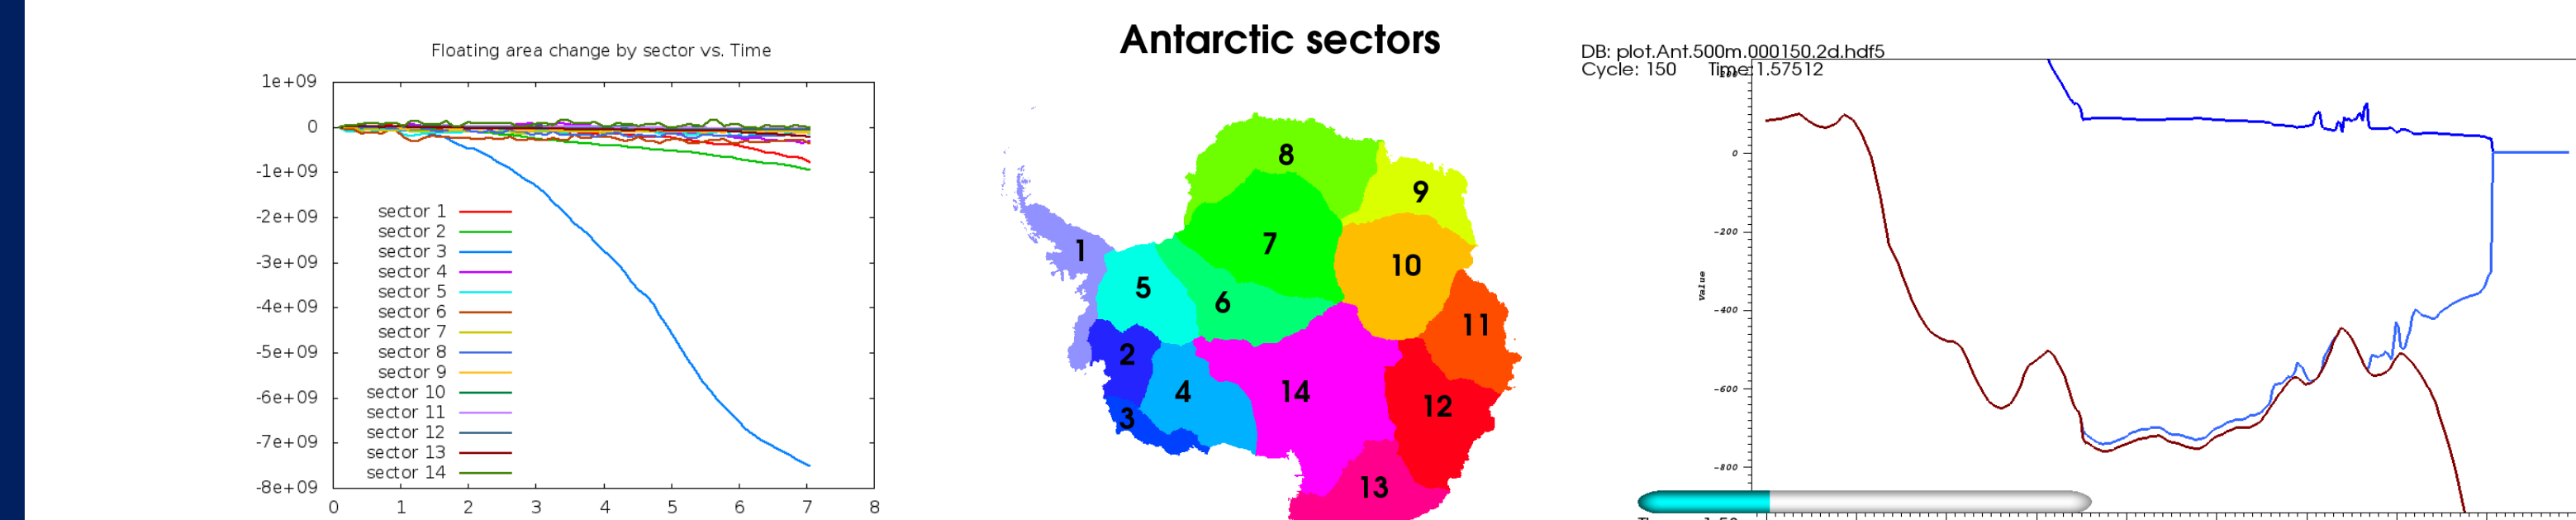 Floating area change by sector vs. Time
1e+09
0
-1e+09
-2e+09
-3e+09
-4e+09
-5e+09
-6e+09
-7e+09
-8e+09
sector 1
sector 2
sector 3
sector 4
sector 5
sector 6
sector 7
sector 8
sector 9
sector 10
sector 11
sector 12
sector 13
sector 14
0 1 2 3 4 5 6 7 8
Antarctic sectors
8
9
7
1
10
5
6
11
2
4
14
12
3
13
DB: plot.Ant.500m.000150.2d.hdf5
Cycle: 150 Time:1.57512
0
-200
-400
-600
-800
Value